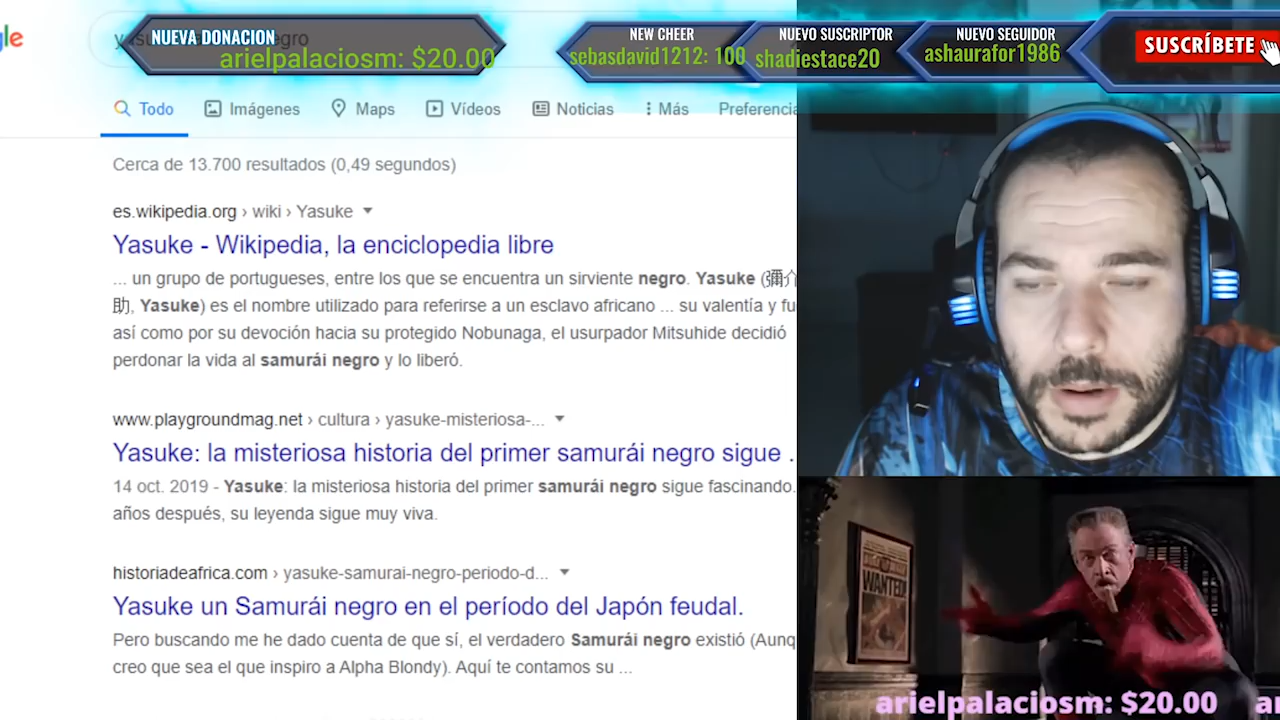 gle
NUEVA DONACION
arielpalaciosm: $20.00
NEW CHEER
sebasdavid1212: 100
NUEVO SUSCRIPTOR
shadiestace20
NUEVO SEGUIDOR
ashaurafor1986
SUSCRÍBETE
Todo
Imágenes
Maps
Vídeos
Noticias
Más
Preferencia
Cerca de 13.700 resultados (0,49 segundos)
es.wikipedia.org › wiki › Yasuke
Yasuke - Wikipedia, la enciclopedia libre
... un grupo de portugueses, entre los que se encuentra un sirviente negro. Yasuke (彌介
助, Yasuke) es el nombre utilizado para referirse a un esclavo africano ... su valentía y fu
así como por su devoción hacia su protegido Nobunaga, el usurpador Mitsuhide decidió
perdonar la vida al samurái negro y lo liberó.
www.playgroundmag.net › cultura › yasuke-misteriosa-...
Yasuke: la misteriosa historia del primer samurái negro sigue .
14 oct. 2019 - Yasuke: la misteriosa historia del primer samurái negro sigue fascinando.
años después, su leyenda sigue muy viva.
historiadeafrica.com › yasuke-samurai-negro-periodo-d...
Yasuke un Samurái negro en el período del Japón feudal.
Pero buscando me he dado cuenta de que sí, el verdadero Samurái negro existió (Aunq
creo que sea el que inspiro a Alpha Blondy). Aquí te contamos su ...
WANTED!
arielpalaciosm: $20.00
ar